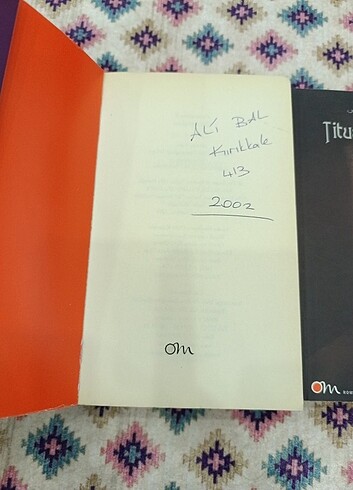 ALİ BAL
Kırıkkale
413
2002
Om
Titu
Om